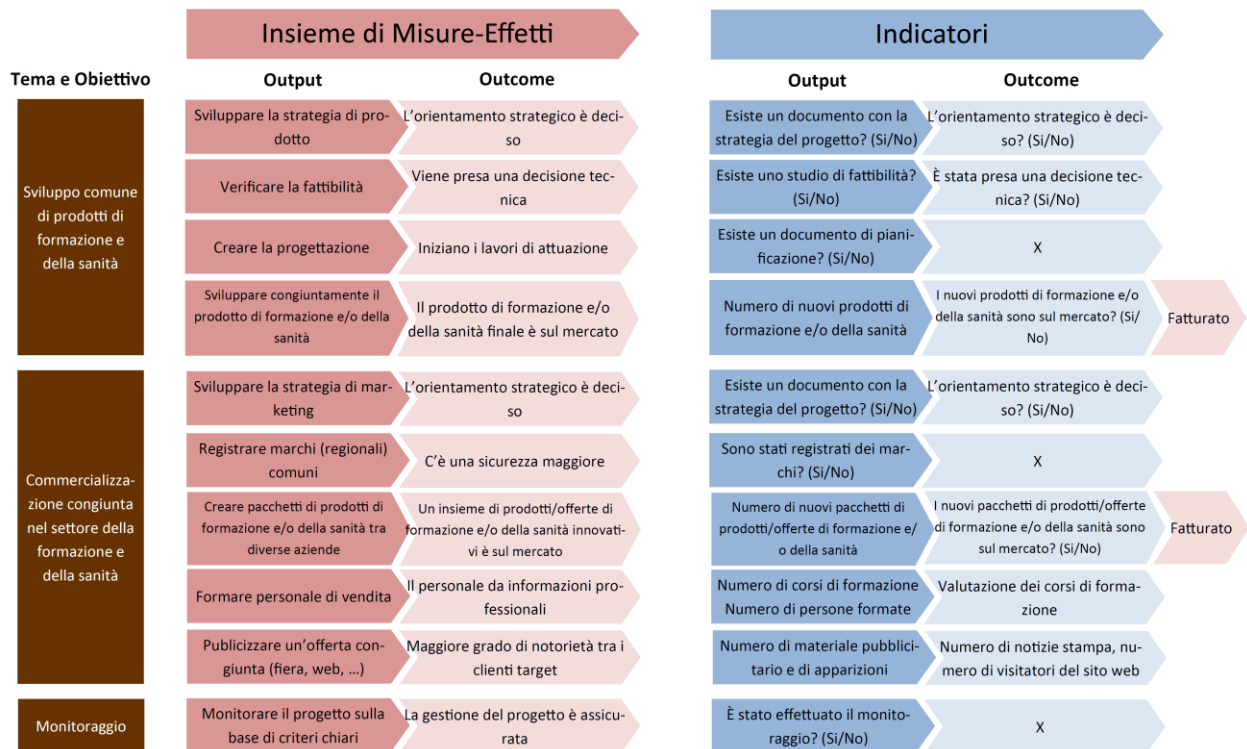 Insieme di Misure-Effetti
Indicatori
Tema e Obiettivo
Output
Outcome
Output
Outcome
Sviluppo comune
di prodotti di
formazione e
della sanità
Sviluppare la strategia di pro-
dotto
L'orientamento strategico è deci-
so
Esiste un documento con la
strategia del progetto? (Si/No)
L'orientamento strategico è deci-
so? (Si/No)
Verificare la fattibilità
Viene presa una decisione tec-
nica
Esiste uno studio di fattibilità?
(Si/No)
È stata presa una decisione tec-
nica? (Si/No)
Creare la progettazione
Iniziano i lavori di attuazione
Esiste un documento di piani-
ficazione? (Si/No)
X
Sviluppare congiuntamente il
prodotto di formazione e/o della
sanità
Il prodotto di formazione e/o
della sanità finale è sul mercato
Numero di nuovi prodotti di
formazione e/o della sanità
I nuovi prodotti di formazione e/o
della sanità sono sul mercato? (Si/
No)
Fatturato
Commercializza-
zione congiunta
nel settore della
formazione e
della sanità
Sviluppare la strategia di mar-
keting
L'orientamento strategico è deci-
so
Esiste un documento con la
strategia del progetto? (Si/No)
L'orientamento strategico è deci-
so? (Si/No)
Registrare marchi (regionali)
comuni
C'è una sicurezza maggiore
Sono stati registrati dei mar-
chi? (Si/No)
X
Creare pacchetti di prodotti di
formazione e/o della sanità tra
diverse aziende
Un insieme di prodotti/offerte di
formazione e/o della sanità innovati-
vi è sul mercato
Numero di nuovi pacchetti di
prodotti/offerte di formazione e/
o della sanità
I nuovi pacchetti di prodotti/offerte
di formazione e/o della sanità sono
sul mercato? (Si/No)
Fatturato
Formare personale di vendita
Il personale da informazioni pro-
fessionali
Numero di corsi di formazione
Numero di persone formate
Valutazione dei corsi di forma-
zione
Publicizzare un'offerta con-
giunta (fiera, web, ...)
Maggiore grado di notorietà tra i
clienti target
Numero di materiale pubblici-
tario e di apparizioni
Numero di notizie stampa, nu-
mero di visitatori del sito web
Monitoraggio
Monitorare il progetto sulla
base di criteri chiari
La gestione del progetto è assicu-
rata
È stato effettuato il monito-
raggio? (Si/No)
X